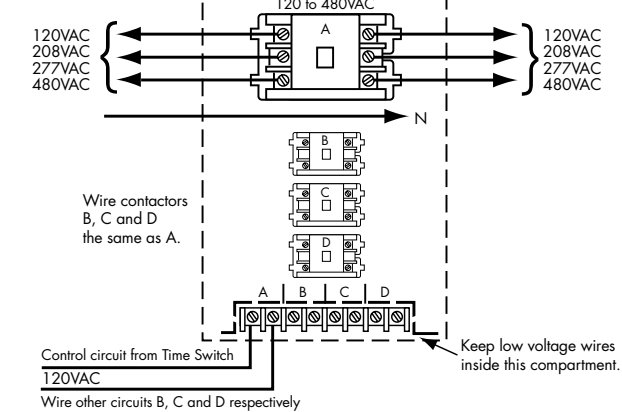 120 to 480VAC
A
120VAC
208VAC
277VAC
480VAC
120VAC
208VAC
277VAC
480VAC
N
B
C
D
Wire contactors
B, C and D
the same as A.
A B C D
Keep low voltage wires
inside this compartment.
Control circuit from Time Switch
120VAC
Wire other circuits B, C and D respectively